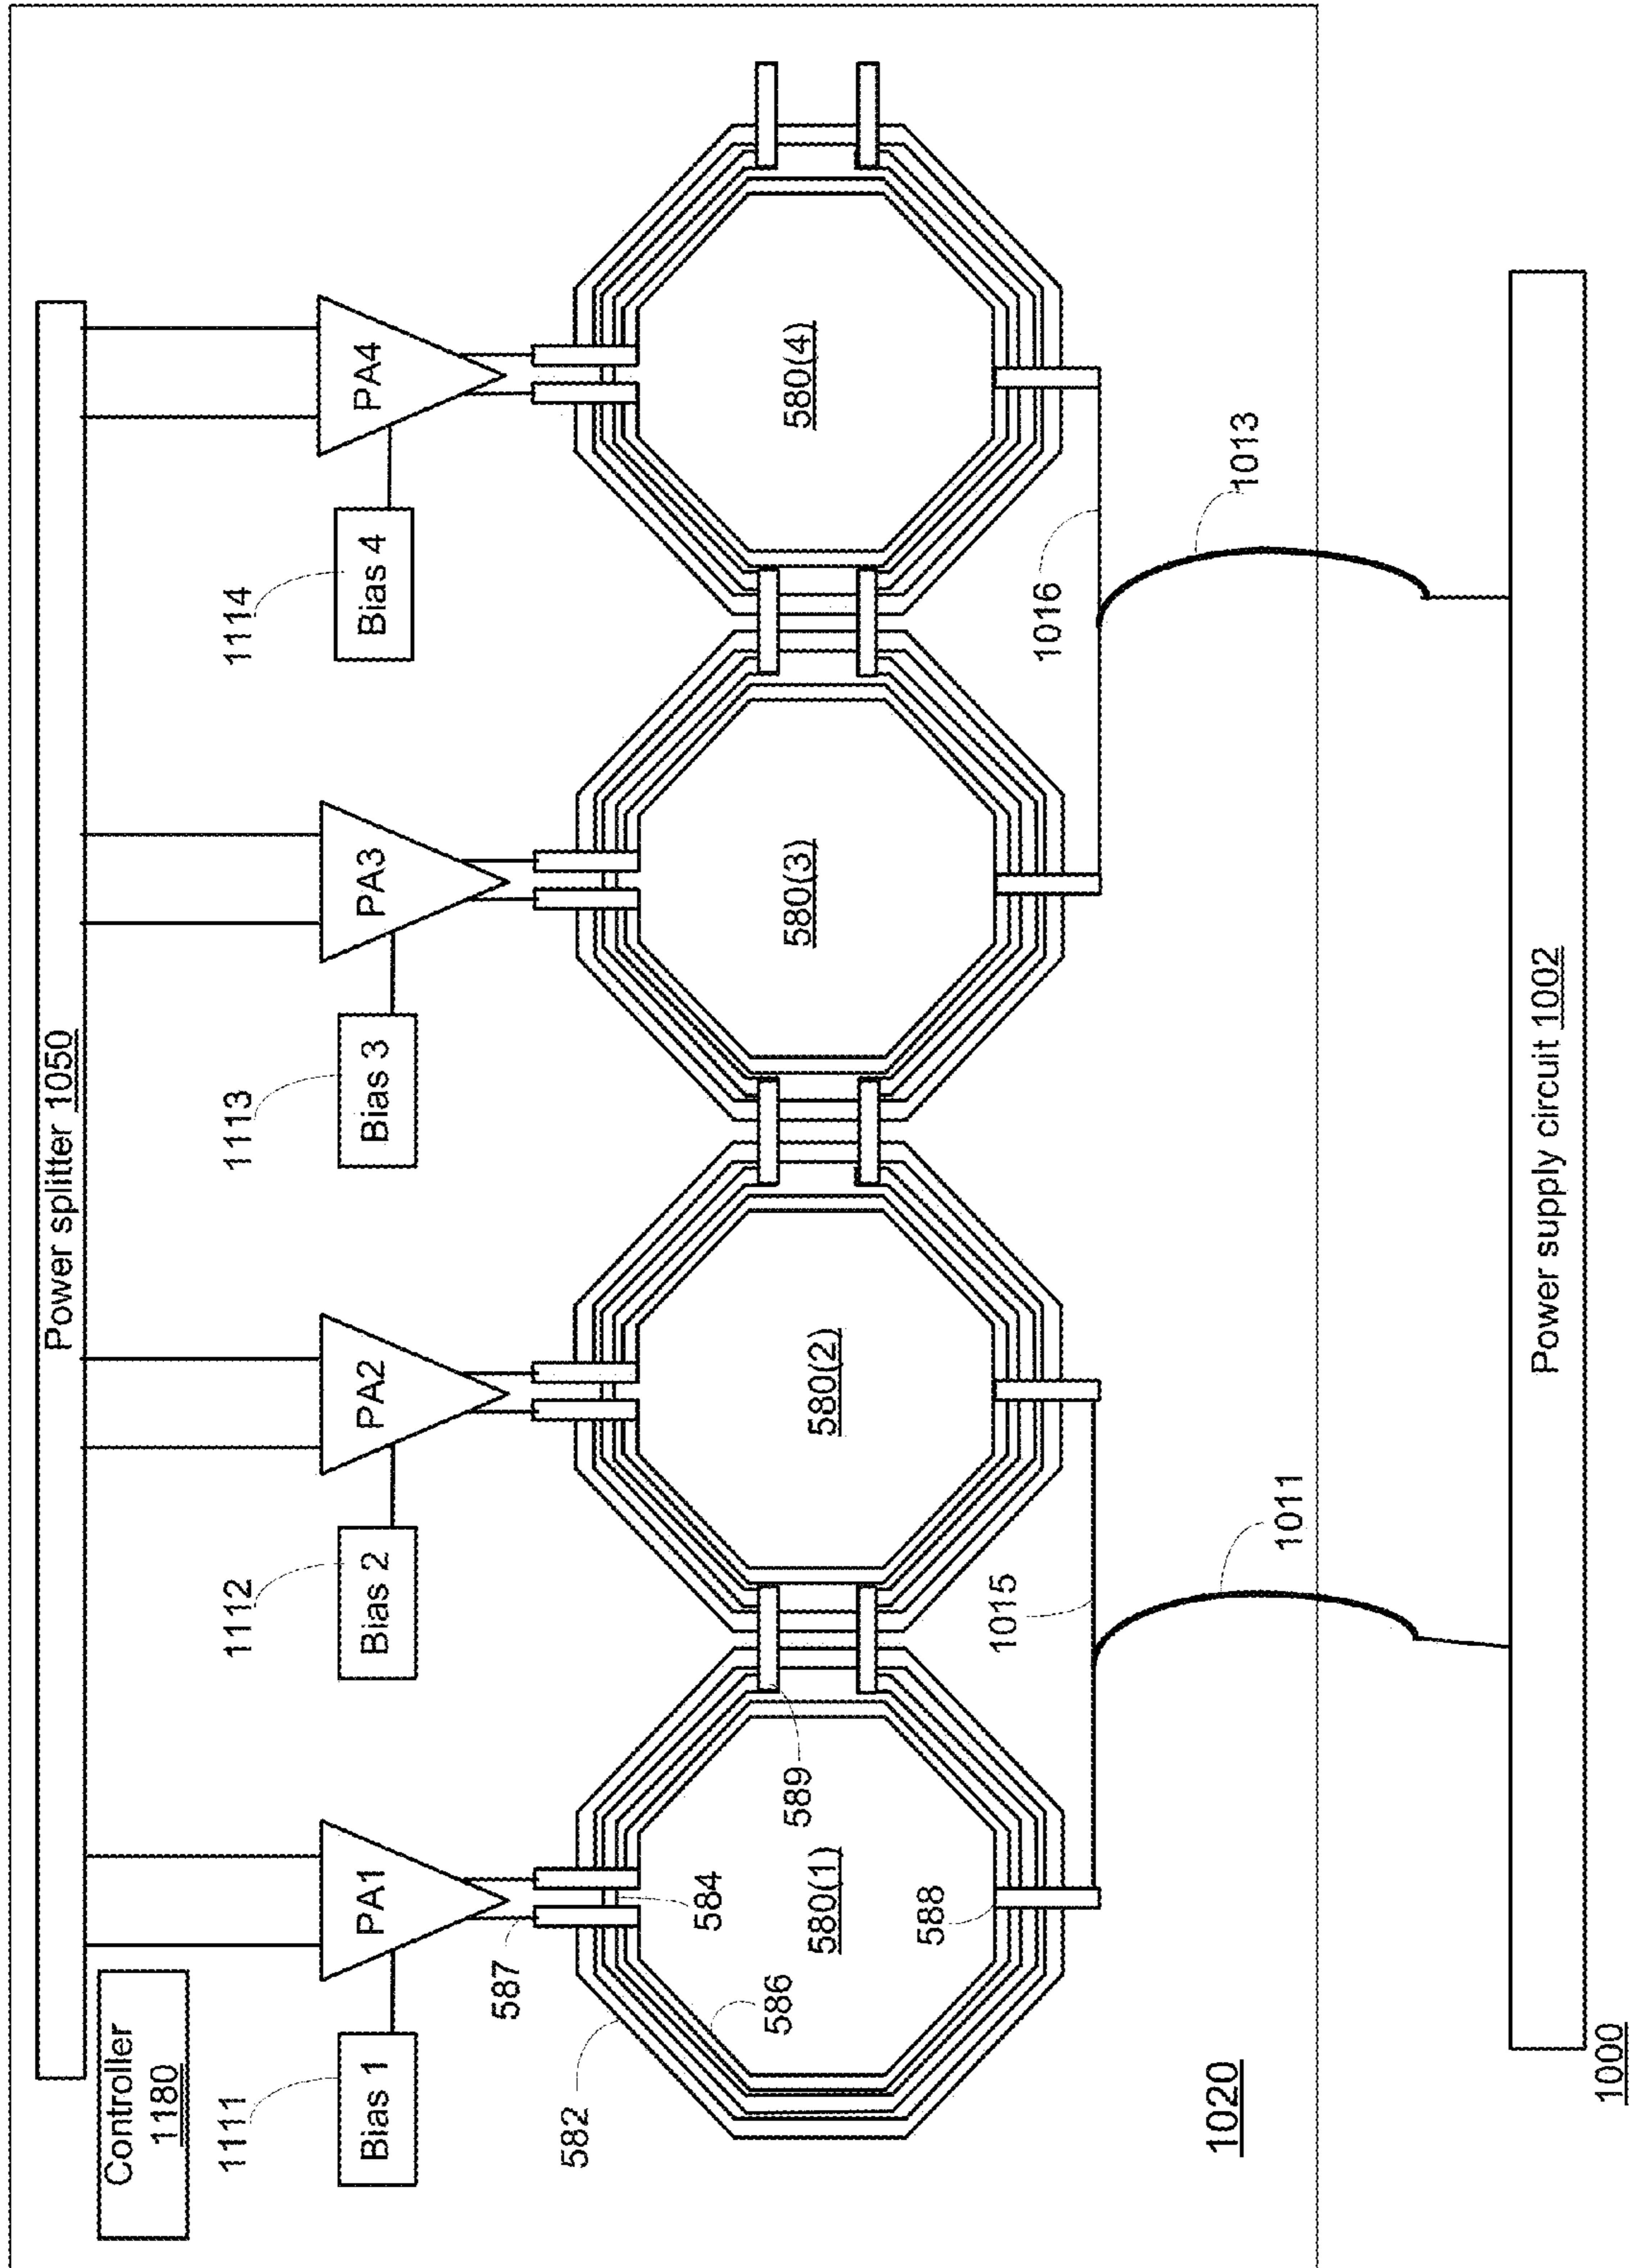 Power splitter 1050
Controller
1180
1111
1112
1113
1114
Bias 1
PA1
Bias 2
PA2
Bias 3
PA3
Bias 4
PA4
587
582
584
586
580(1)
589
580(2)
580(3)
580(4)
588
1015
1016
1020
1011
1013
Power supply circuit 1002
1000